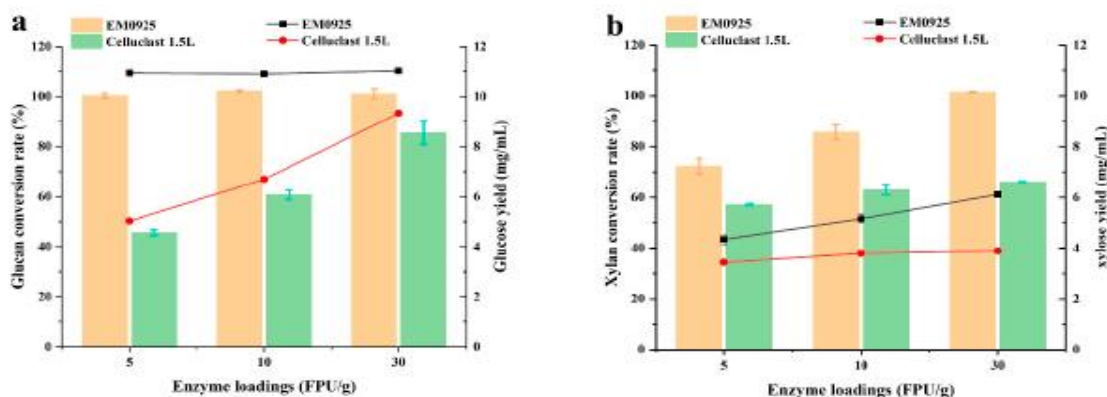 a
EM0925
Celluclast 1.5L
EM0925
Celluclast 1.5L
120
100
80
60
40
20
0
Glucan conversion rate (%)
12
10
8
6
4
2
0
Glucose yield (mg/mL)
5
10
30
Enzyme loadings (FPU/g)
b
EM0925
Celluclast 1.5L
EM0925
Celluclast 1.5L
120
100
80
60
40
20
0
Xylan conversion rate (%)
12
10
8
6
4
2
0
xylose yield (mg/mL)
5
10
30
Enzyme loadings (FPU/g)